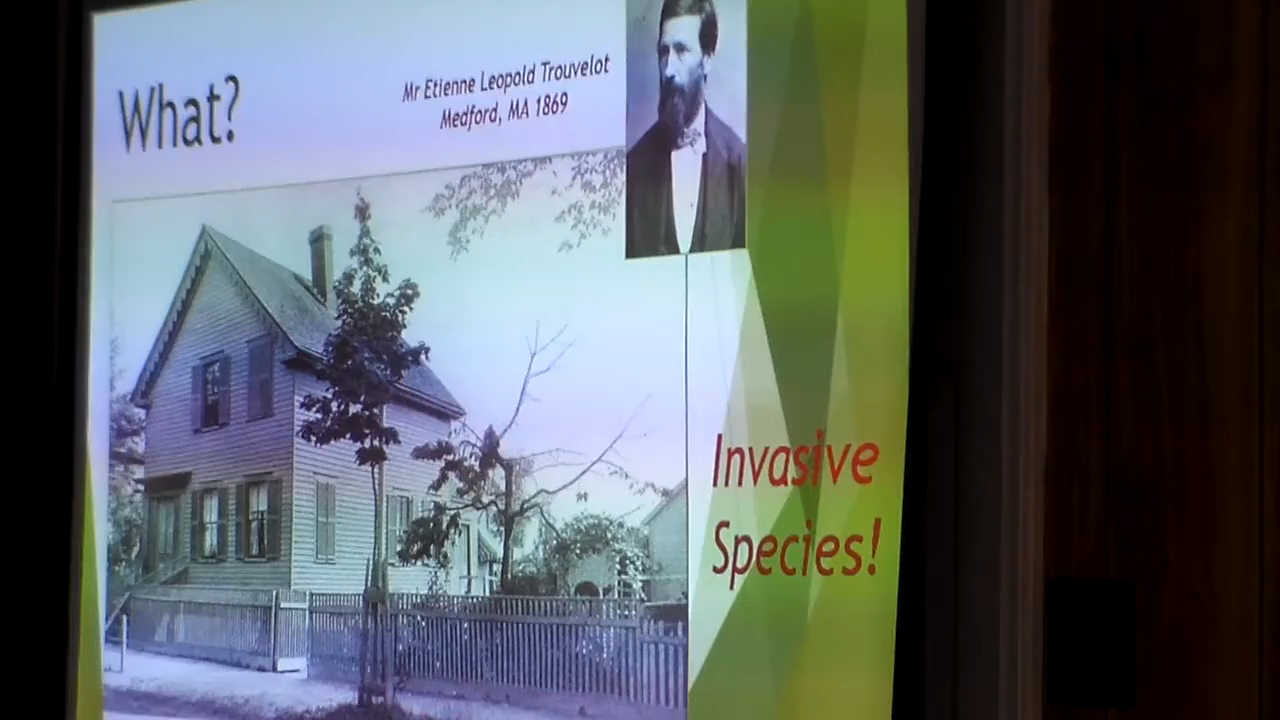 What?
Mr Etienne Leopold Trouvelot
Medford, MA 1869
Invasive
Species!